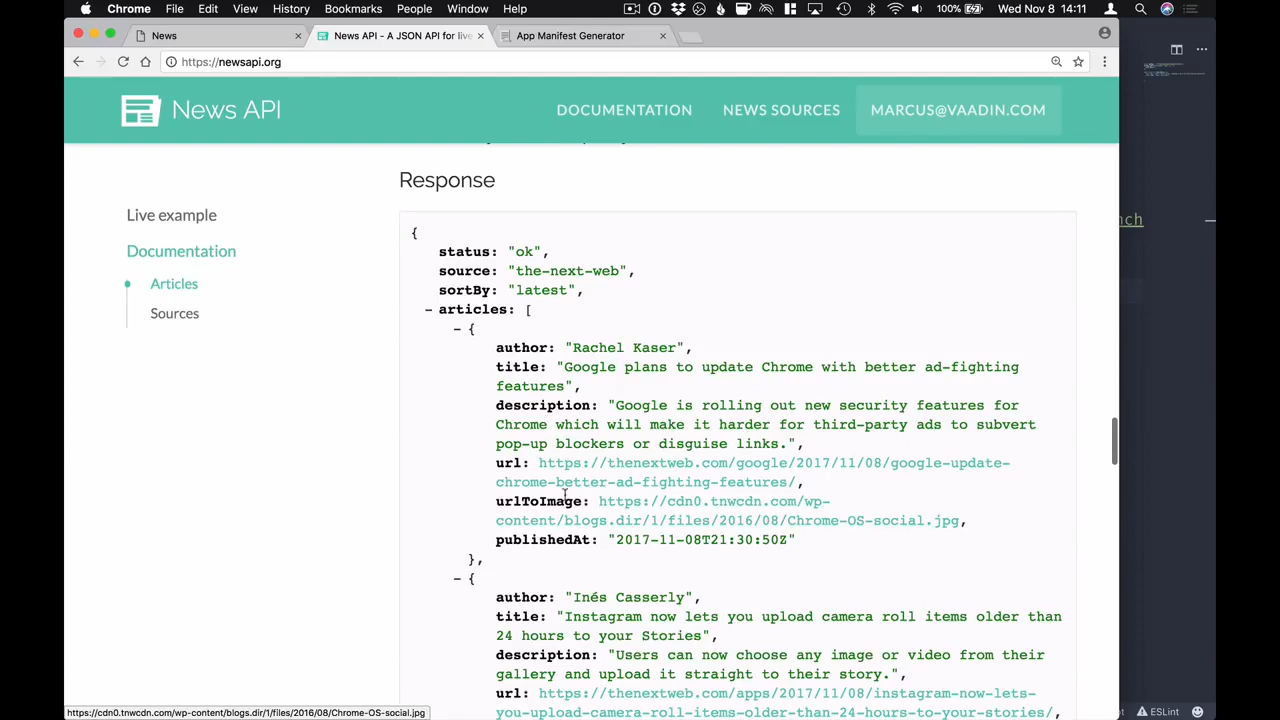 Chrome File Edit View History Bookmarks People Window Help 100% Wed Nov 8 14:11
News
News API - A JSON API for live
App Manifest Generator
https://newsapi.org
News API
DOCUMENTATION
NEWS SOURCES
MARCUS@VAADIN.COM
Live example
Documentation
Articles
Sources
Response
{
status: "ok",
source: "the-next-web",
sortBy: "latest",
− articles: [
− {
author: "Rachel Kaser",
title: "Google plans to update Chrome with better ad-fighting
features",
description: "Google is rolling out new security features for
Chrome which will make it harder for third-party ads to subvert
pop-up blockers or disguise links.",
url: https://thenextweb.com/google/2017/11/08/google-update-
chrome-better-ad-fighting-features/,
urlToImage: https://cdn0.tnwcdn.com/wp-
content/blogs.dir/1/files/2016/08/Chrome-OS-social.jpg,
publishedAt: "2017-11-08T21:30:50Z"
},
− {
author: "Inés Casserly",
title: "Instagram now lets you upload camera roll items older than
24 hours to your Stories",
description: "Users can now choose any image or video from their
gallery and upload it straight to their story.",
url: https://thenextweb.com/apps/2017/11/08/instagram-now-lets-
you-upload-camera-roll-items-older-than-24-hours-to-your-stories/,
https://cdn0.tnwcdn.com/wp-content/blogs.dir/1/files/2016/08/Chrome-OS-social.jpg
nch
ESLint